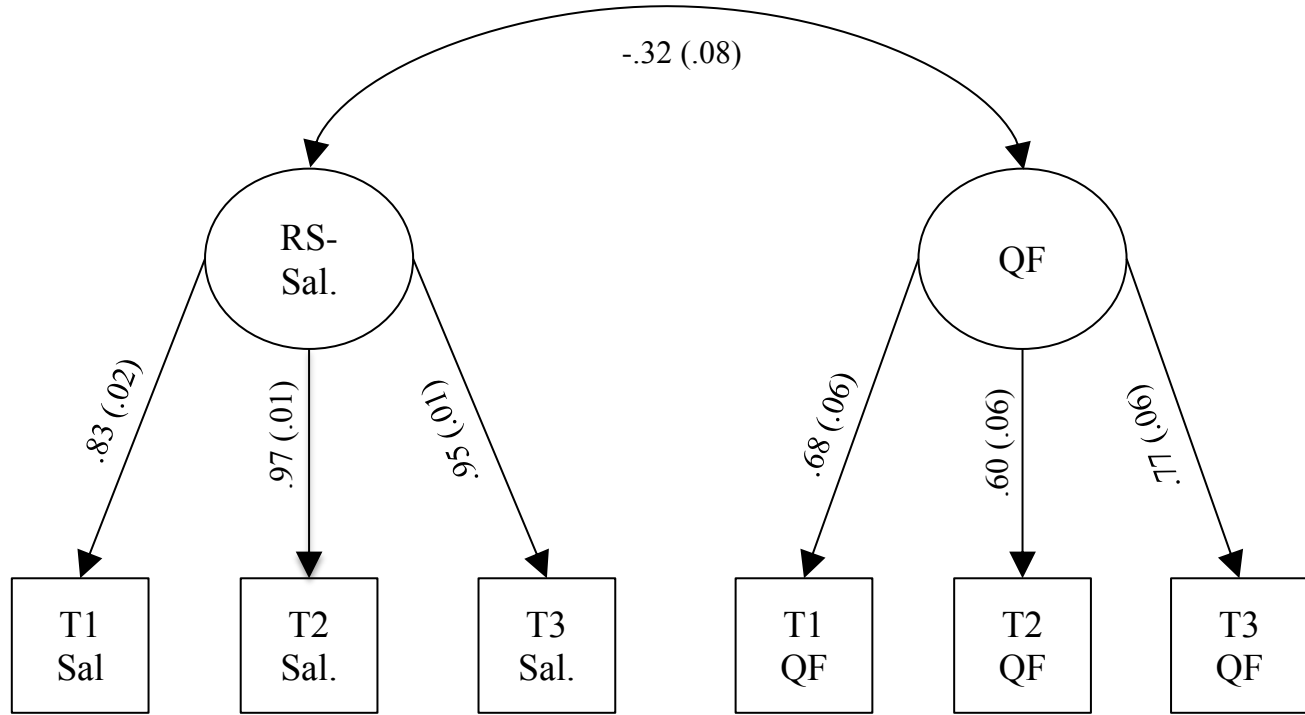 -.32 (.08)
RS-
Sal.
QF
.83 (.02)
.97 (.01)
.95 (.01)
.68 (.06)
.60 (.06)
.77 (.06)
T1
Sal
T2
Sal.
T3
Sal.
T1
QF
T2
QF
T3
QF